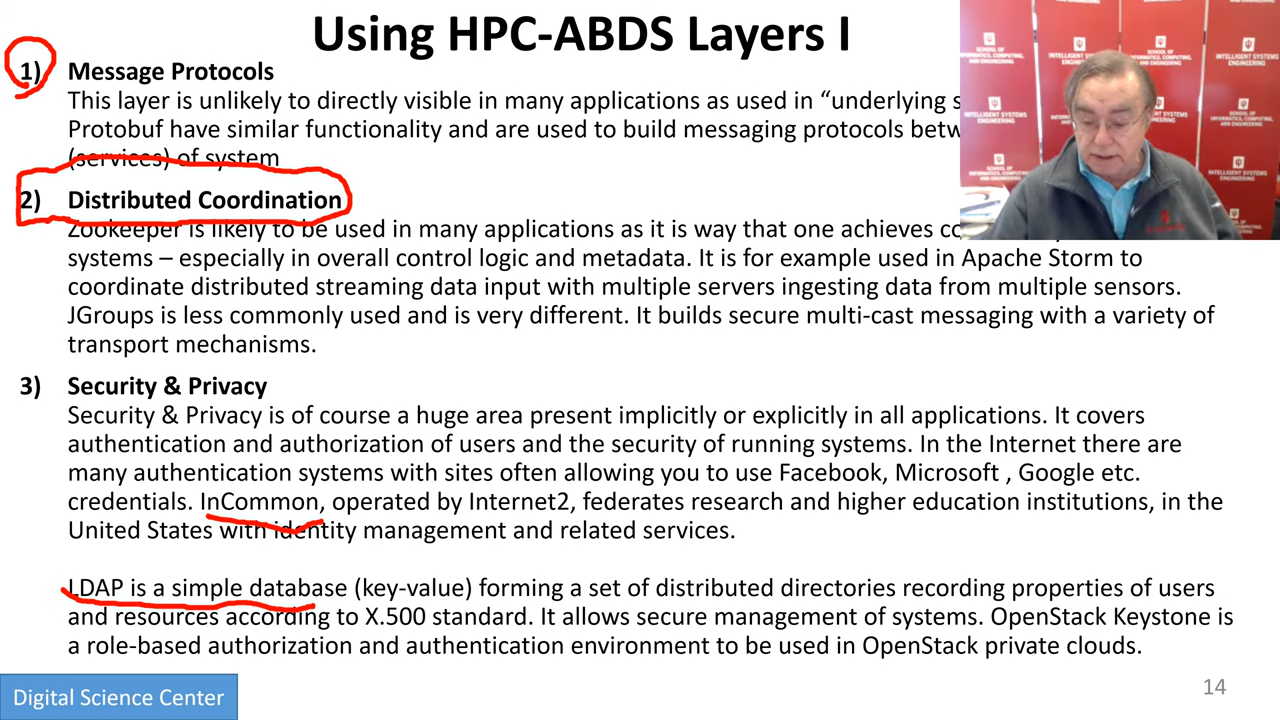 Using HPC-ABDS Layers I
1) Message Protocols
This layer is unlikely to directly visible in many applications as used in “underlying s
Protobuf have similar functionality and are used to build messaging protocols betw
(services) of system
2) Distributed Coordination
Zookeeper is likely to be used in many applications as it is way that one achieves co
systems – especially in overall control logic and metadata. It is for example used in Apache Storm to
coordinate distributed streaming data input with multiple servers ingesting data from multiple sensors.
JGroups is less commonly used and is very different. It builds secure multi-cast messaging with a variety of
transport mechanisms.
3) Security & Privacy
Security & Privacy is of course a huge area present implicitly or explicitly in all applications. It covers
authentication and authorization of users and the security of running systems. In the Internet there are
many authentication systems with sites often allowing you to use Facebook, Microsoft , Google etc.
credentials. InCommon, operated by Internet2, federates research and higher education institutions, in the
United States with identity management and related services.
LDAP is a simple database (key-value) forming a set of distributed directories recording properties of users
and resources according to X.500 standard. It allows secure management of systems. OpenStack Keystone is
a role-based authorization and authentication environment to be used in OpenStack private clouds.
Digital Science Center
14
SCHOOL OF
INFORMATICS, COMPUTING,
AND ENGINEERING
INTELLIGENT SYSTEMS
ENGINEERING